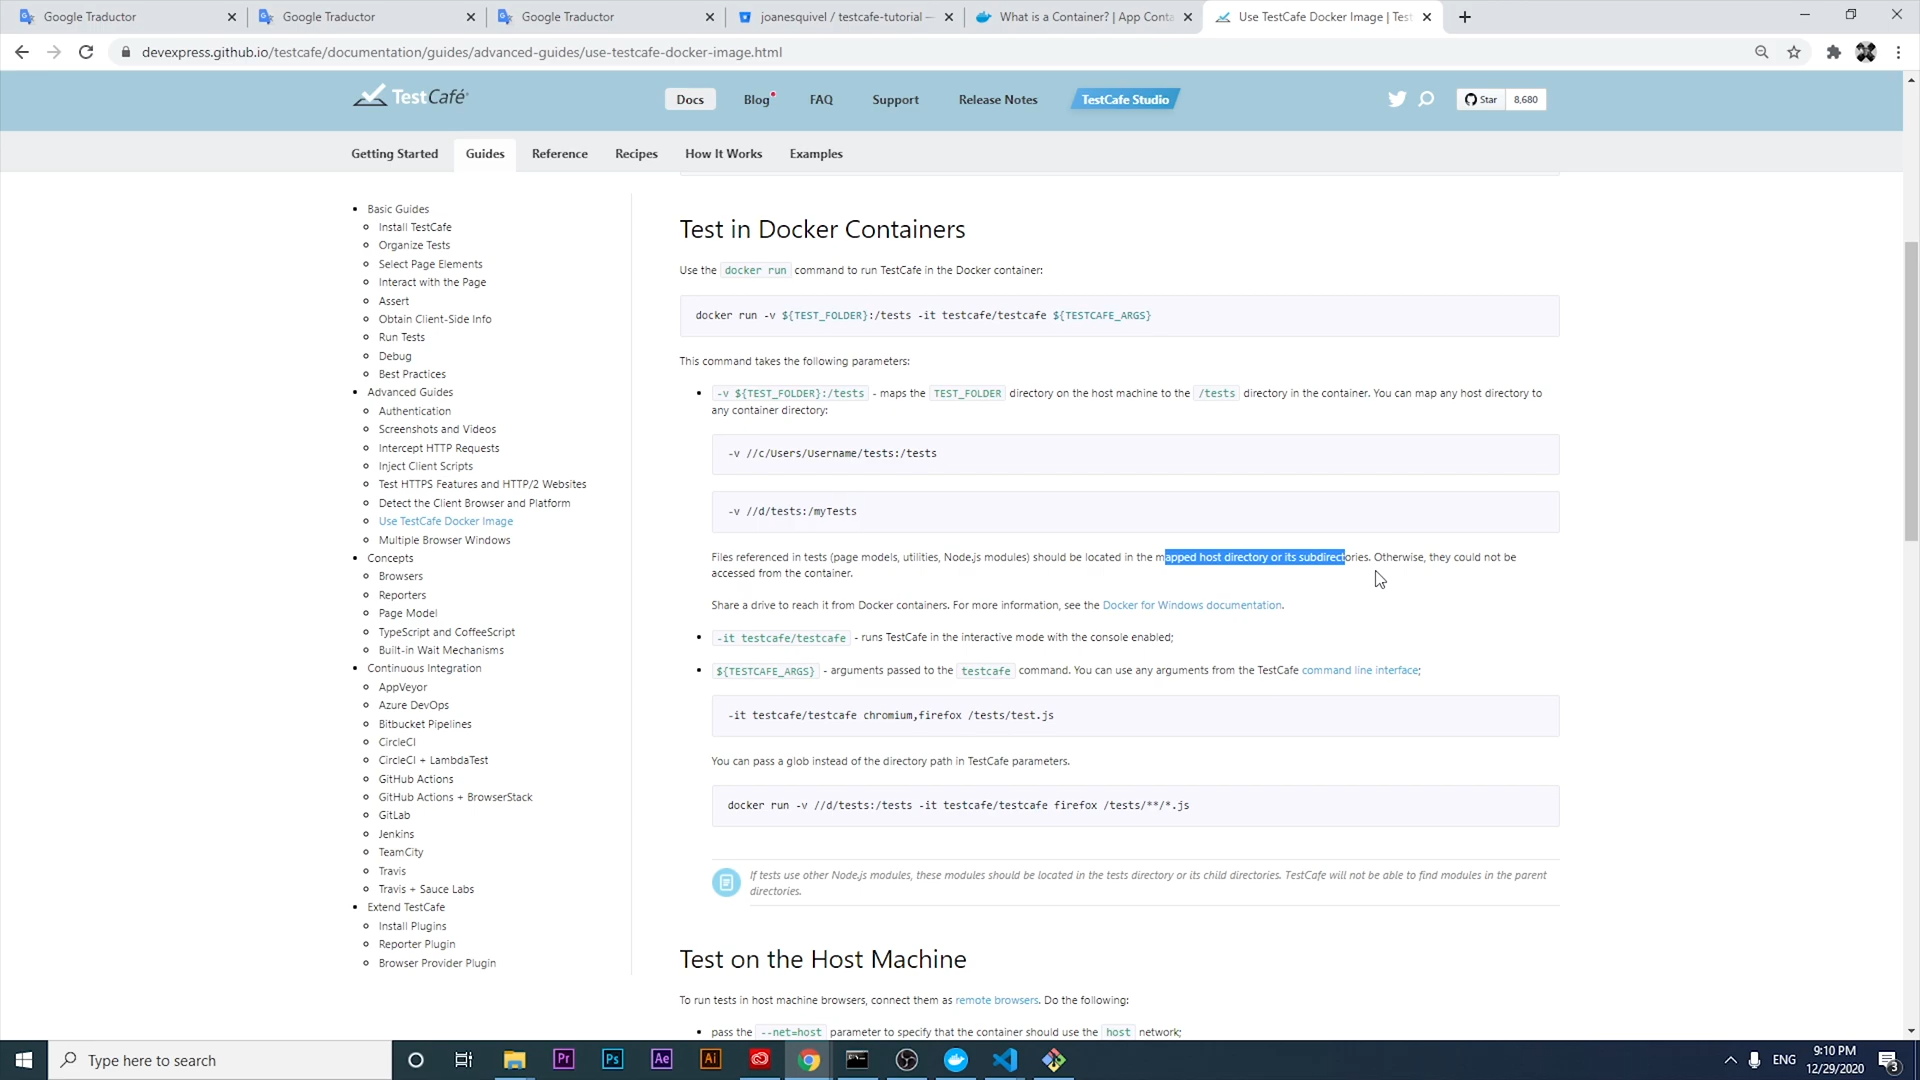 Google Traductor
Google Traductor
Google Traductor
joanesquivel / testcafe-tutorial —
What is a Container? | App Conta
Use TestCafe Docker Image | Test
devexpress.github.io/testcafe/documentation/guides/advanced-guides/use-testcafe-docker-image.html
TestCafé
Docs
Blog
FAQ
Support
Release Notes
TestCafe Studio
Star
8,680
Getting Started
Guides
Reference
Recipes
How It Works
Examples
Basic Guides
Install TestCafe
Organize Tests
Select Page Elements
Interact with the Page
Assert
Obtain Client-Side Info
Run Tests
Debug
Best Practices
Advanced Guides
Authentication
Screenshots and Videos
Intercept HTTP Requests
Inject Client Scripts
Test HTTPS Features and HTTP/2 Websites
Detect the Client Browser and Platform
Use TestCafe Docker Image
Multiple Browser Windows
Concepts
Browsers
Reporters
Page Model
TypeScript and CoffeeScript
Built-in Wait Mechanisms
Continuous Integration
AppVeyor
Azure DevOps
Bitbucket Pipelines
CircleCI
CircleCI + LambdaTest
GitHub Actions
GitHub Actions + BrowserStack
GitLab
Jenkins
TeamCity
Travis
Travis + Sauce Labs
Extend TestCafe
Install Plugins
Reporter Plugin
Browser Provider Plugin
Test in Docker Containers
Use the docker run command to run TestCafe in the Docker container:
docker run -v ${TEST_FOLDER}:/tests -it testcafe/testcafe ${TESTCAFE_ARGS}
This command takes the following parameters:
-v ${TEST_FOLDER}:/tests - maps the TEST_FOLDER directory on the host machine to the /tests directory in the container. You can map any host directory to
any container directory:
-v //c/Users/Username/tests:/tests
-v //d/tests:/myTests
Files referenced in tests (page models, utilities, Node.js modules) should be located in the mapped host directory or its subdirectories. Otherwise, they could not be
accessed from the container.
Share a drive to reach it from Docker containers. For more information, see the Docker for Windows documentation.
-it testcafe/testcafe - runs TestCafe in the interactive mode with the console enabled;
${TESTCAFE_ARGS} - arguments passed to the testcafe command. You can use any arguments from the TestCafe command line interface;
-it testcafe/testcafe chromium,firefox /tests/test.js
You can pass a glob instead of the directory path in TestCafe parameters.
docker run -v //d/tests:/tests -it testcafe/testcafe firefox /tests/**/*.js
If tests use other Node.js modules, these modules should be located in the tests directory or its child directories. TestCafe will not be able to find modules in the parent
directories.
Test on the Host Machine
To run tests in host machine browsers, connect them as remote browsers. Do the following:
pass the --net=host parameter to specify that the container should use the host network;
Type here to search
Pr
Ps
Ae
Ai
ENG
9:10 PM
12/29/2020
3